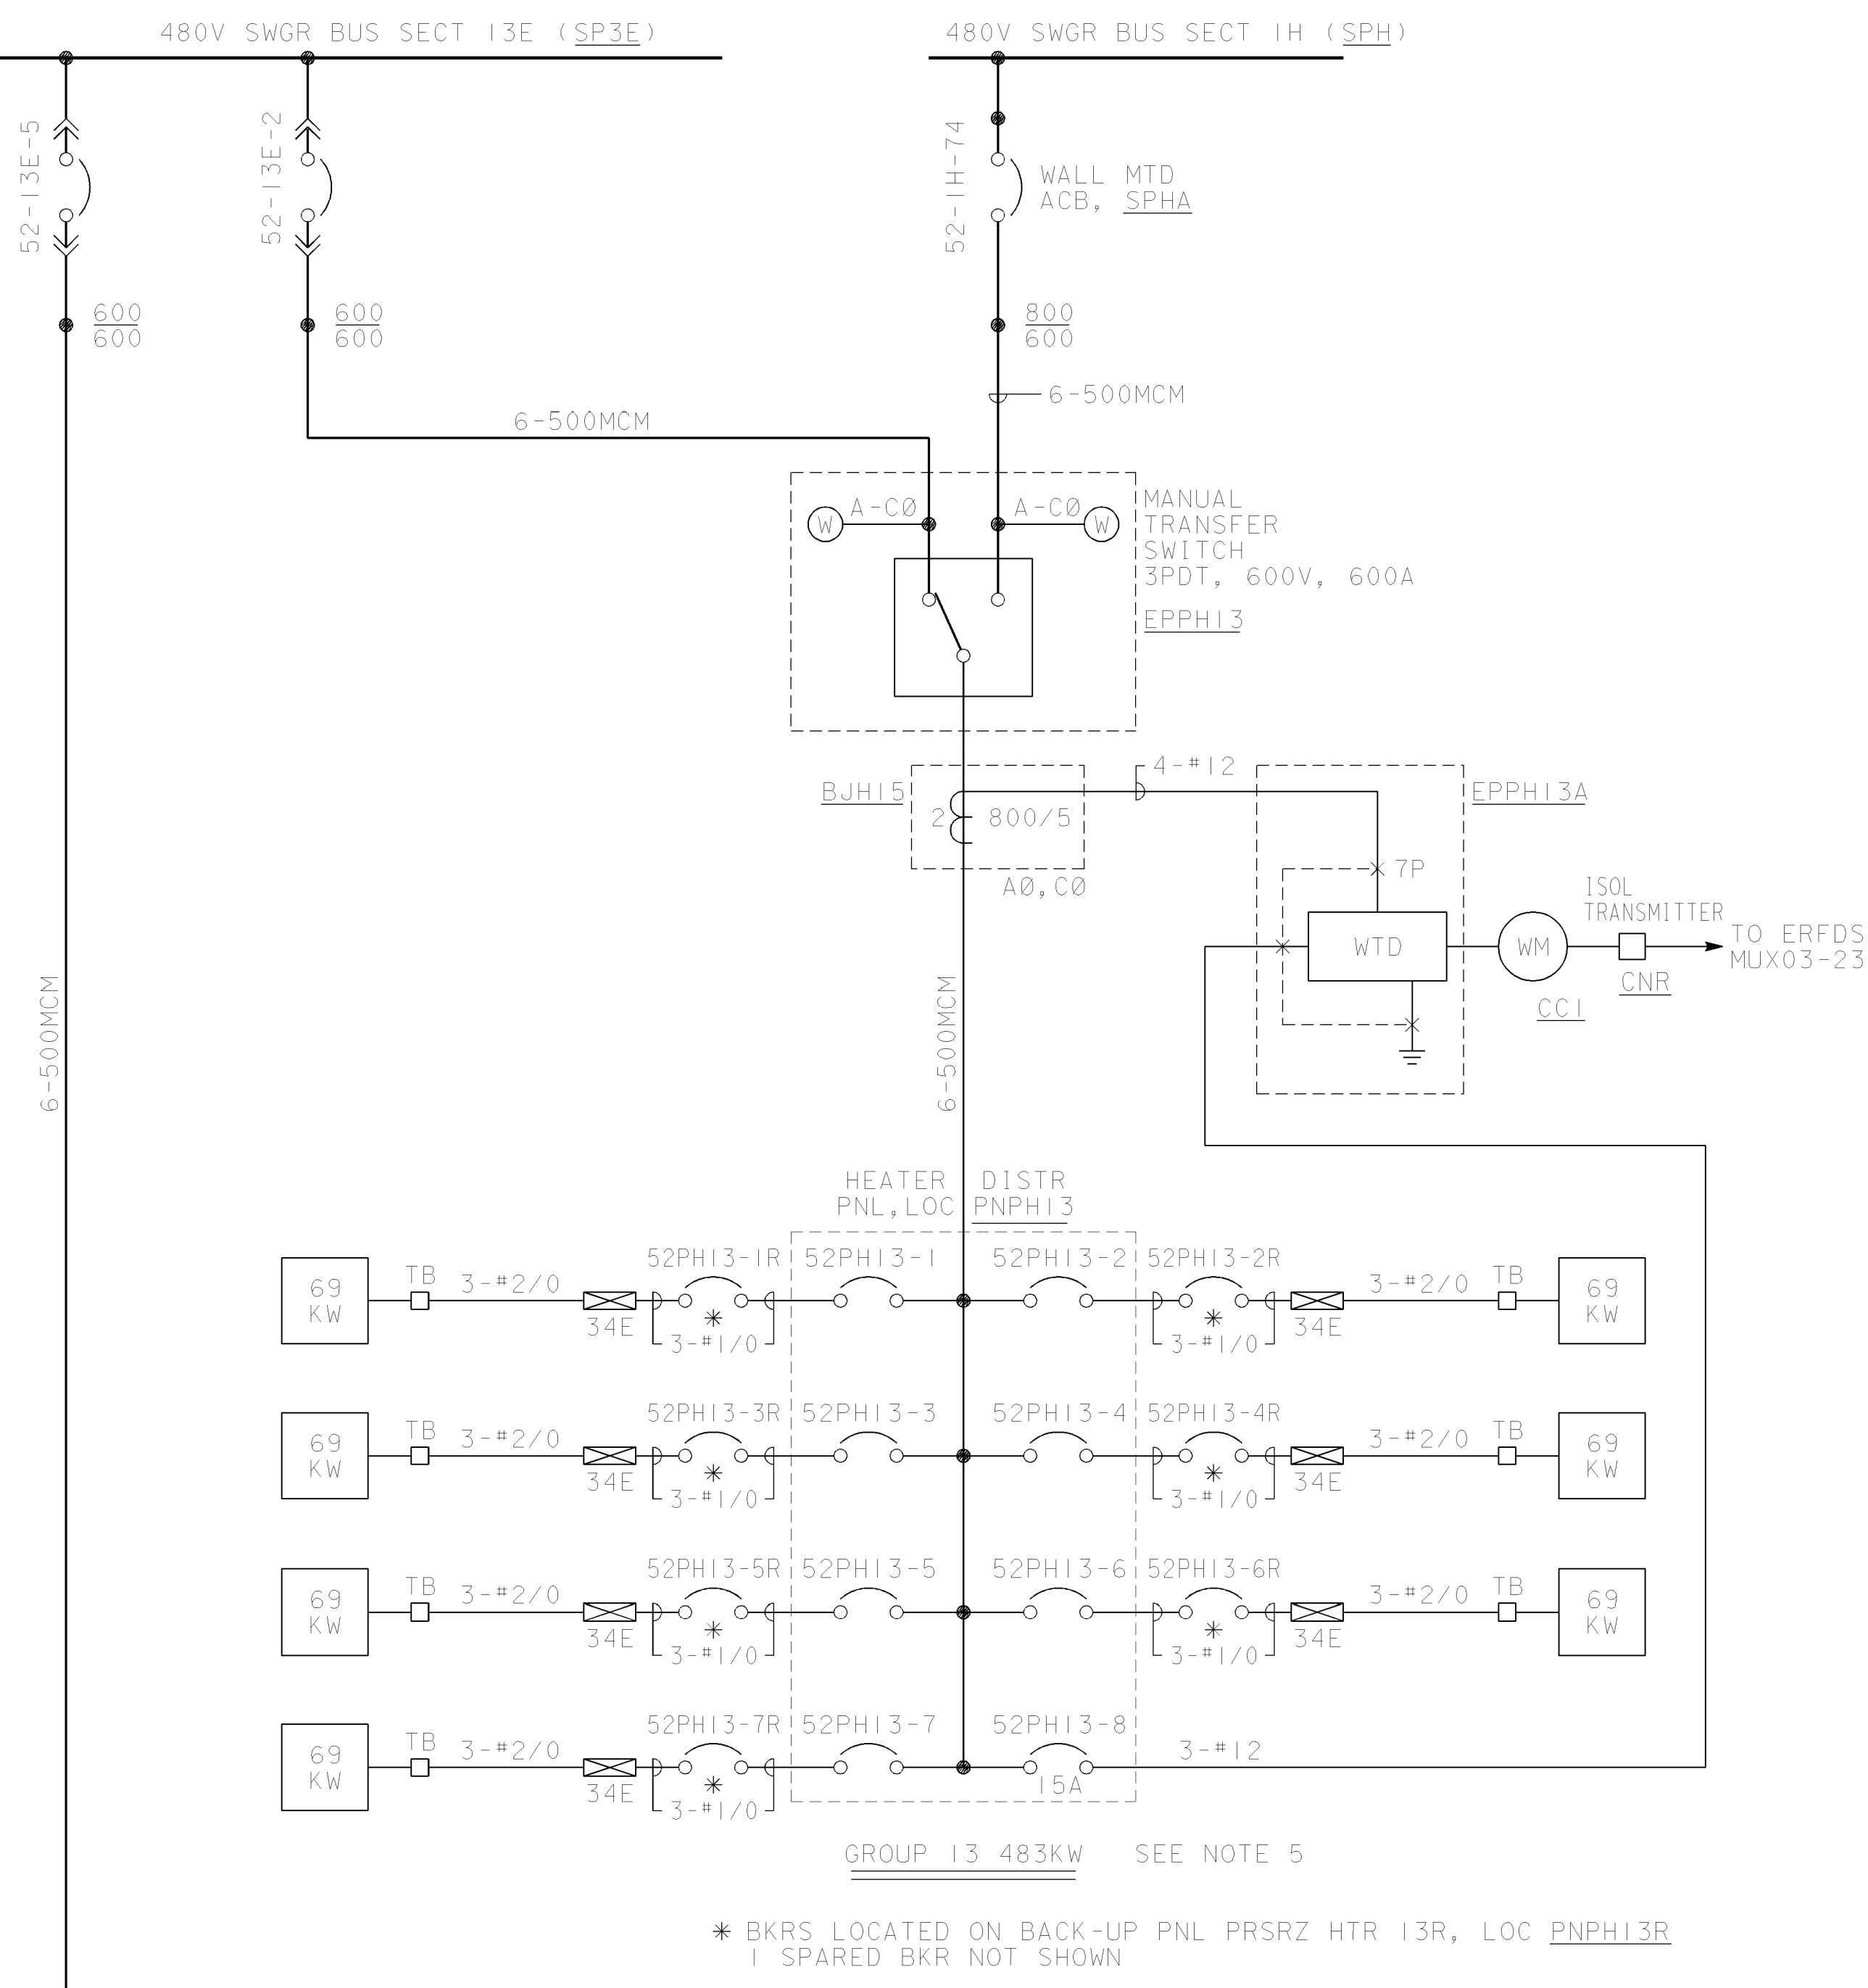 480V SWGR BUS SECT 13E (SP3E)
480V SWGR BUS SECT 1H (SPH)
52-13E-5
52-13E-2
52-1H-74
WALL MTD
ACB, SPHA
600
600
600
600
800
600
6-500MCM
6-500MCM
A-CØ
A-CØ
W
W
MANUAL
TRANSFER
SWITCH
3PDT, 600V, 600A
EPPH13
4-#12
BJH15
2
800/5
EPPH13A
AØ,CØ
7P
ISOL
TRANSMITTER
WTD
WM
TO ERFDS
MUX03-23
CNR
CC1
6-500MCM
6-500MCM
HEATER DISTR
PNL,LOC PNPH13
52PH13-1R 52PH13-1 52PH13-2 52PH13-2R
69
KW
TB
3-#2/0
34E
*
3-#1/0
*
3-#1/0
34E
3-#2/0
TB
69
KW
52PH13-3R 52PH13-3 52PH13-4 52PH13-4R
69
KW
TB
3-#2/0
34E
*
3-#1/0
*
3-#1/0
34E
3-#2/0
TB
69
KW
52PH13-5R 52PH13-5 52PH13-6 52PH13-6R
69
KW
TB
3-#2/0
34E
*
3-#1/0
*
3-#1/0
34E
3-#2/0
TB
69
KW
52PH13-7R 52PH13-7 52PH13-8
69
KW
TB
3-#2/0
34E
*
3-#1/0
15A
3-#12
GROUP 13 483KW SEE NOTE 5
* BKRS LOCATED ON BACK-UP PNL PRSRZ HTR 13R, LOC PNPH13R
1 SPARED BKR NOT SHOWN